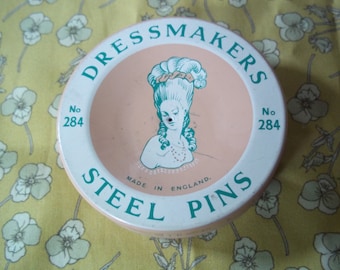 DRESSMAKERS
No 284
No 284
MADE IN ENGLAND.
STEEL PINS